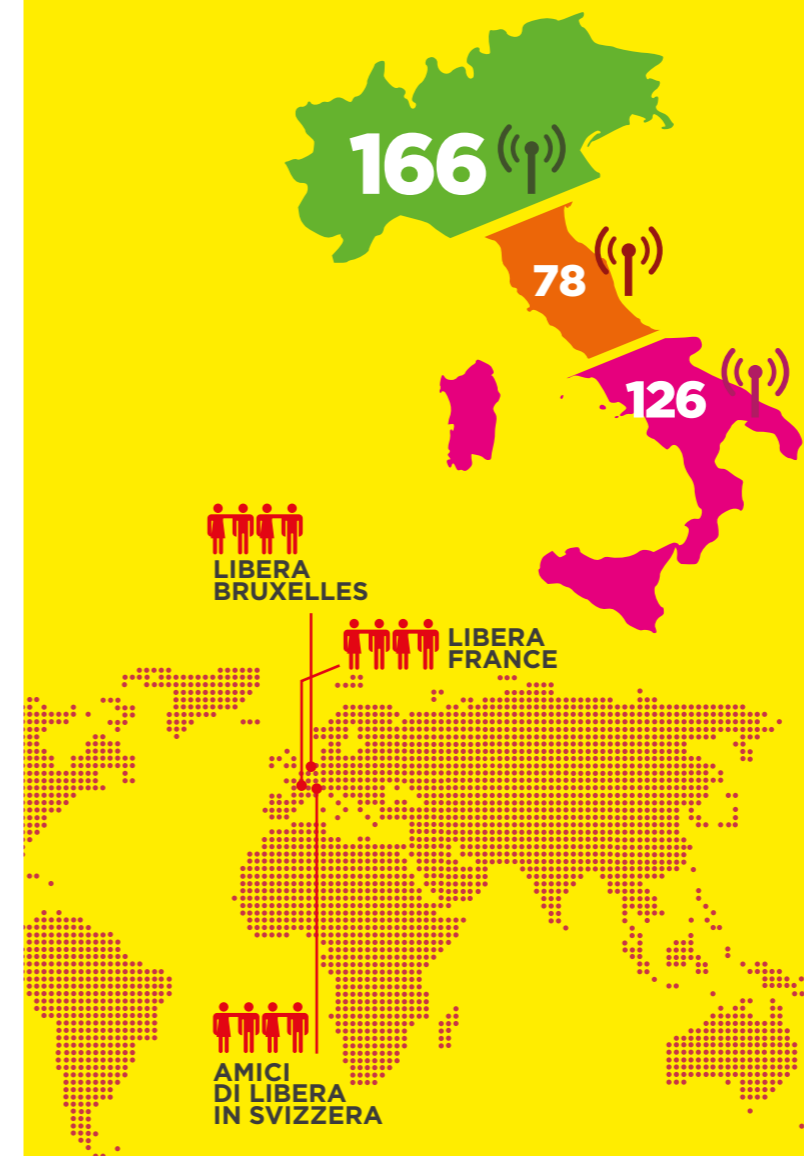 166
78
126
LIBERA
BRUXELLES
LIBERA
FRANCE
AMICI
DI LIBERA
IN SVIZZERA